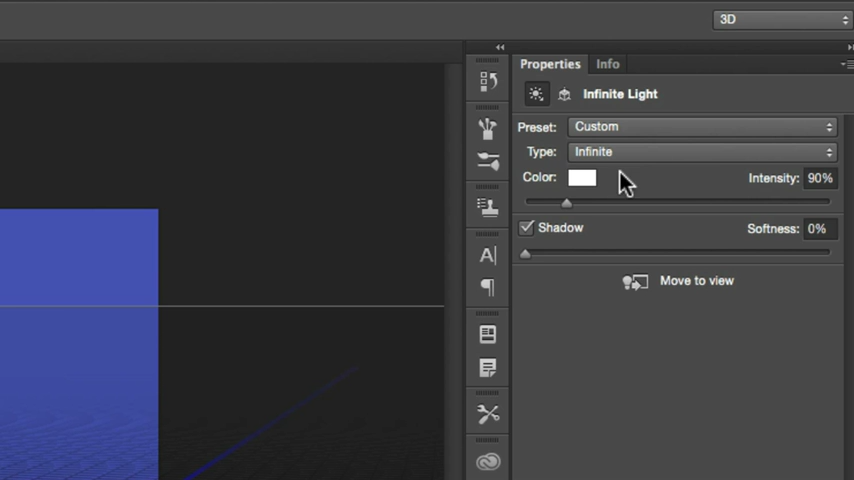 3D
Properties Info
Infinite Light
Preset: Custom
Type: Infinite
Color: Intensity: 90%
Shadow Softness: 0%
Move to view